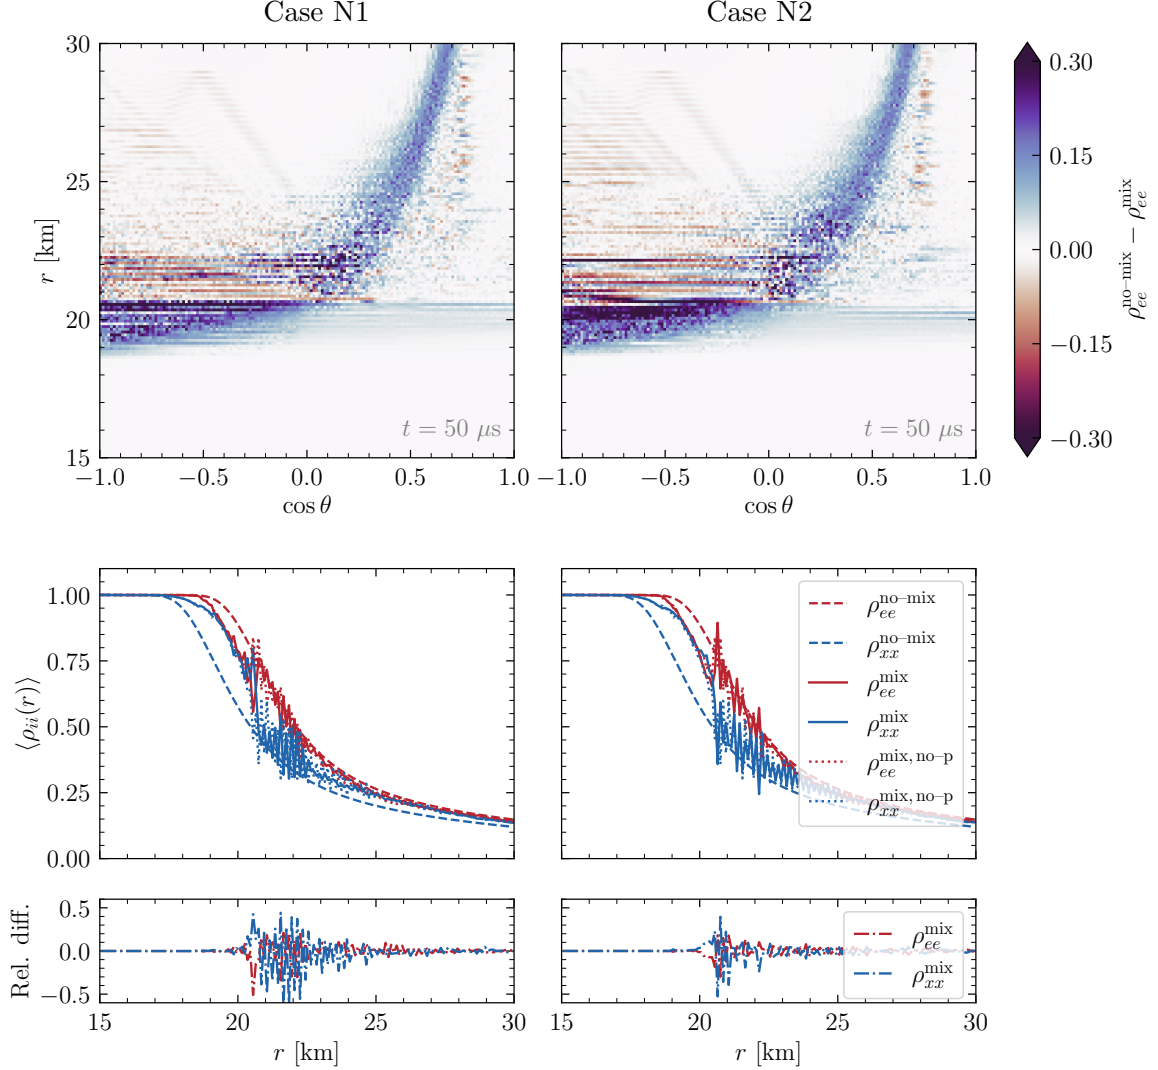 Case N1
Case N2
30
25
20
15
r [km]
t = 50 μs
t = 50 μs
−1.0 −0.5 0.0 0.5 1.0
−1.0 −0.5 0.0 0.5 1.0
cos θ
cos θ
0.30
0.15
0.00
−0.15
−0.30
ρ_ee^no−mix − ρ_ee^mix
1.00
0.75
0.50
0.25
0.00
⟨ρ_ii(r)⟩
ρ_ee^no−mix
ρ_xx^no−mix
ρ_ee^mix
ρ_xx^mix
ρ_ee^mix, no−p
ρ_xx^mix, no−p
0.5
0.0
−0.5
Rel. diff.
ρ_ee^mix
ρ_xx^mix
15 20 25 30
15 20 25 30
r [km]
r [km]